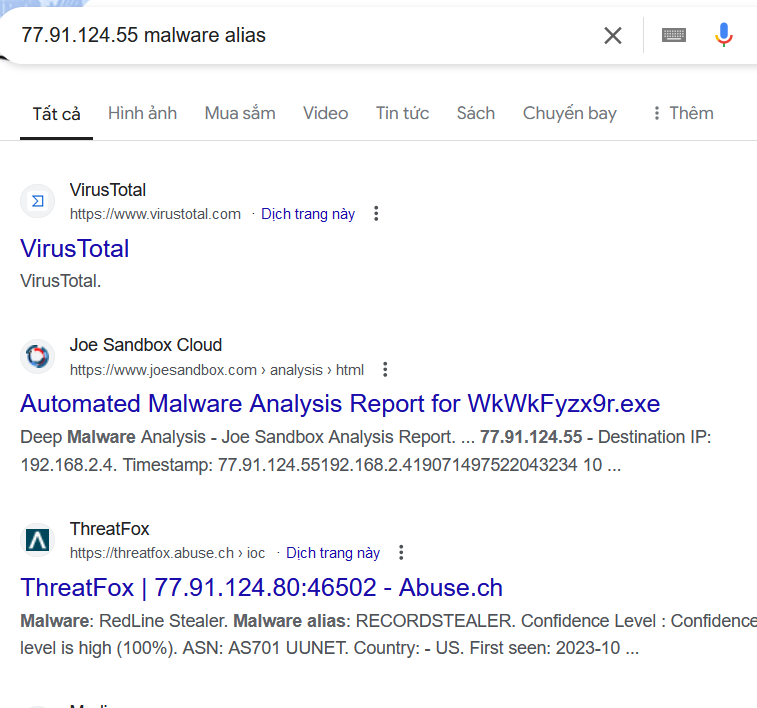 77.91.124.55 malware alias
Tất cả Hình ảnh Mua sắm Video Tin tức Sách Chuyến bay Thêm
VirusTotal
https://www.virustotal.com · Dịch trang này
VirusTotal
VirusTotal.
Joe Sandbox Cloud
https://www.joesandbox.com › analysis › html
Automated Malware Analysis Report for WkWkFyzx9r.exe
Deep Malware Analysis - Joe Sandbox Analysis Report. ... 77.91.124.55 - Destination IP:
192.168.2.4. Timestamp: 77.91.124.55192.168.2.419071497522043234 10 ...
ThreatFox
https://threatfox.abuse.ch › ioc · Dịch trang này
ThreatFox | 77.91.124.80:46502 - Abuse.ch
Malware: RedLine Stealer. Malware alias: RECORDSTEALER. Confidence Level : Confidence
level is high (100%). ASN: AS701 UUNET. Country: - US. First seen: 2023-10 ...